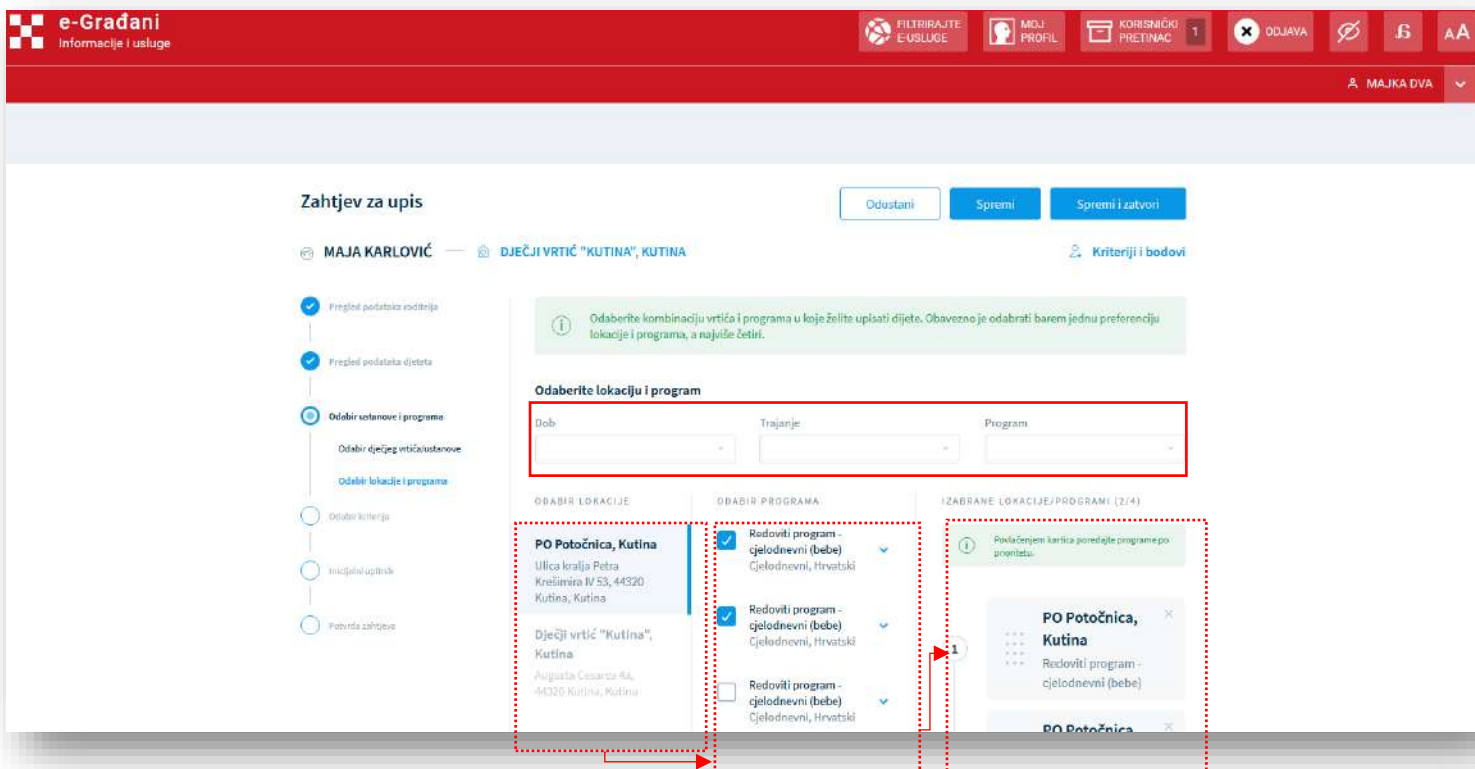 e-Građani
Informacije i usluge
FILTRIRAJTE
E-USLUGE
MOJ
PROFIL
KORISNIČKI
PRETINAC
1
ODJAVA
AA
MAJKA DVA
Zahtjev za upis
Odustani
Spremi
Spremi i zatvori
MAJA KARLOVIĆ
DJEČJI VRTIĆ "KUTINA", KUTINA
Kriteriji i bodovi
Pregled podataka roditelja
Pregled podataka djeteta
Odabir ustanove i programa
Odabir dječjeg vrtića/ustanove
Odabir lokacije i programa
Odabir kriterija
Inicijalni upitnik
Potvrda zahtjeva
Odaberite kombinaciju vrtića i programa u koje želite upisati dijete. Obavezno je odabrati barem jednu preferenciju
lokacije i programa, a najviše četiri.
Odaberite lokaciju i program
Dob
Trajanje
Program
ODABIR LOKACIJE
ODABIR PROGRAMA
IZABRANE LOKACIJE/PROGRAMI (2/4)
PO Potočnica, Kutina
Ulica kralja Petra
Krešimira IV 53, 44320
Kutina, Kutina
Dječji vrtić "Kutina",
Kutina
Augusta Cesarca 4a,
44320 Kutina, Kutina
Redoviti program -
cjelodnevni (bebe)
Cjelodnevni, Hrvatski
Redoviti program -
cjelodnevni (bebe)
Cjelodnevni, Hrvatski
Redoviti program -
cjelodnevni (bebe)
Cjelodnevni, Hrvatski
Povlačenjem kartica poredajte programe po
prioritetu.
1
PO Potočnica,
Kutina
Redoviti program -
cjelodnevni (bebe)
PO Potočnica